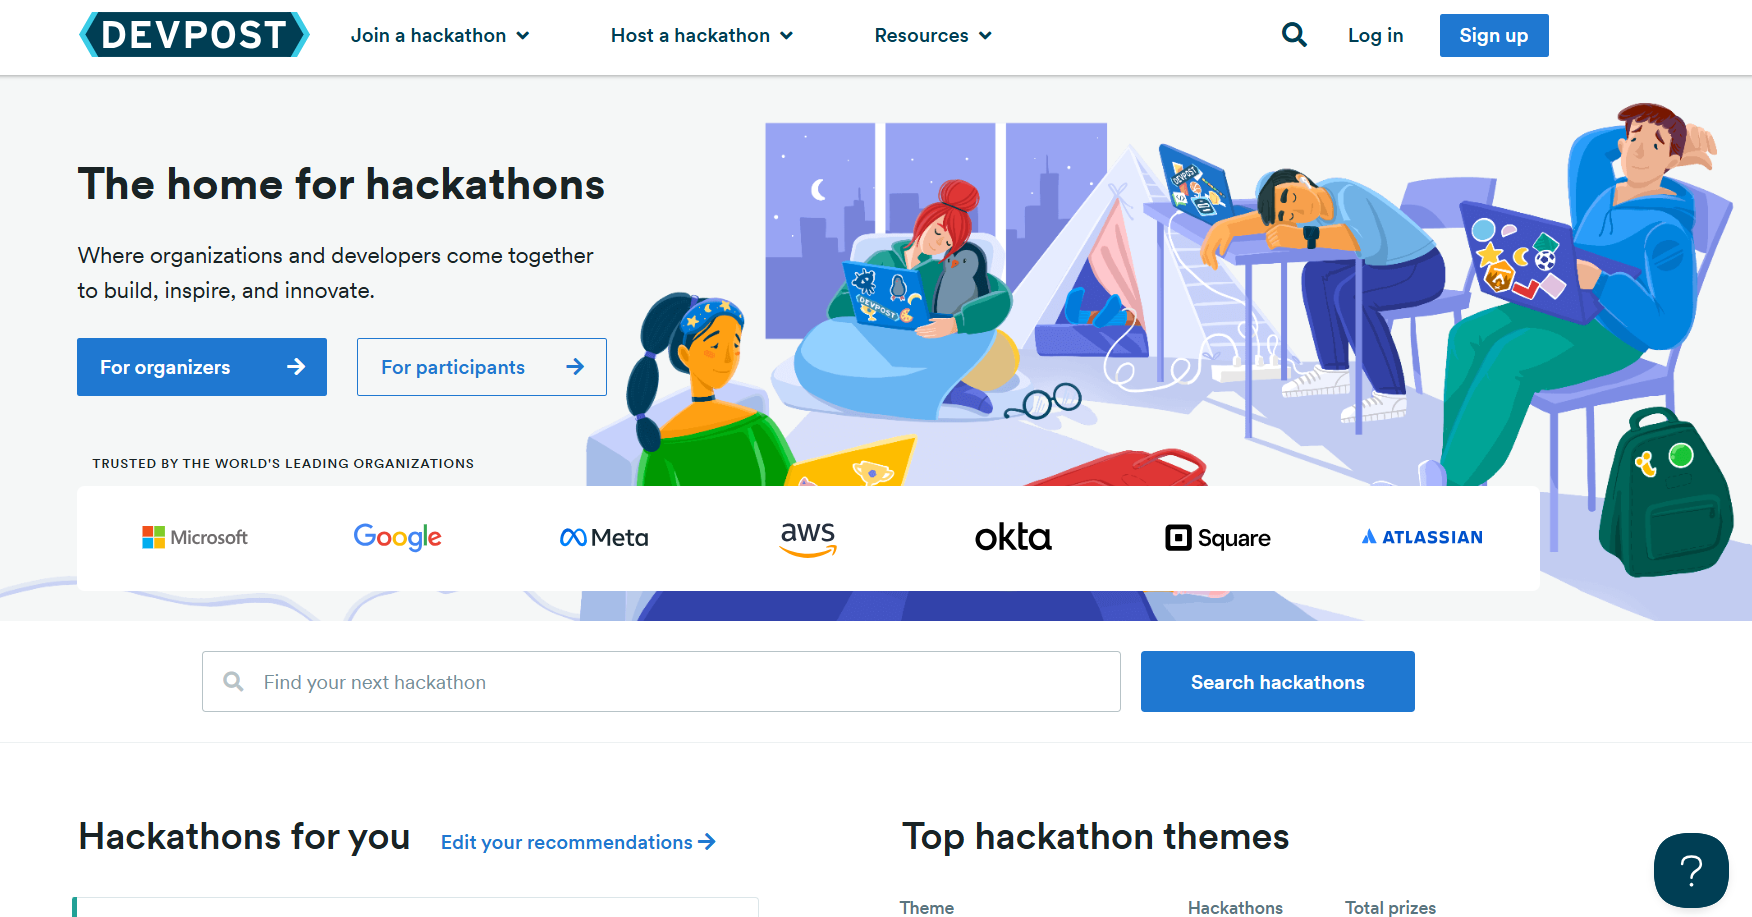 DEVPOST
Join a hackathon
Host a hackathon
Resources
Log in
Sign up
The home for hackathons
Where organizations and developers come together
to build, inspire, and innovate.
For organizers
For participants
DEVPOST
DEVPOST
TRUSTED BY THE WORLD'S LEADING ORGANIZATIONS
Microsoft
Google
Meta
aws
okta
Square
ATLASSIAN
Find your next hackathon
Search hackathons
Hackathons for you
Edit your recommendations
Top hackathon themes
Theme
Hackathons
Total prizes
?